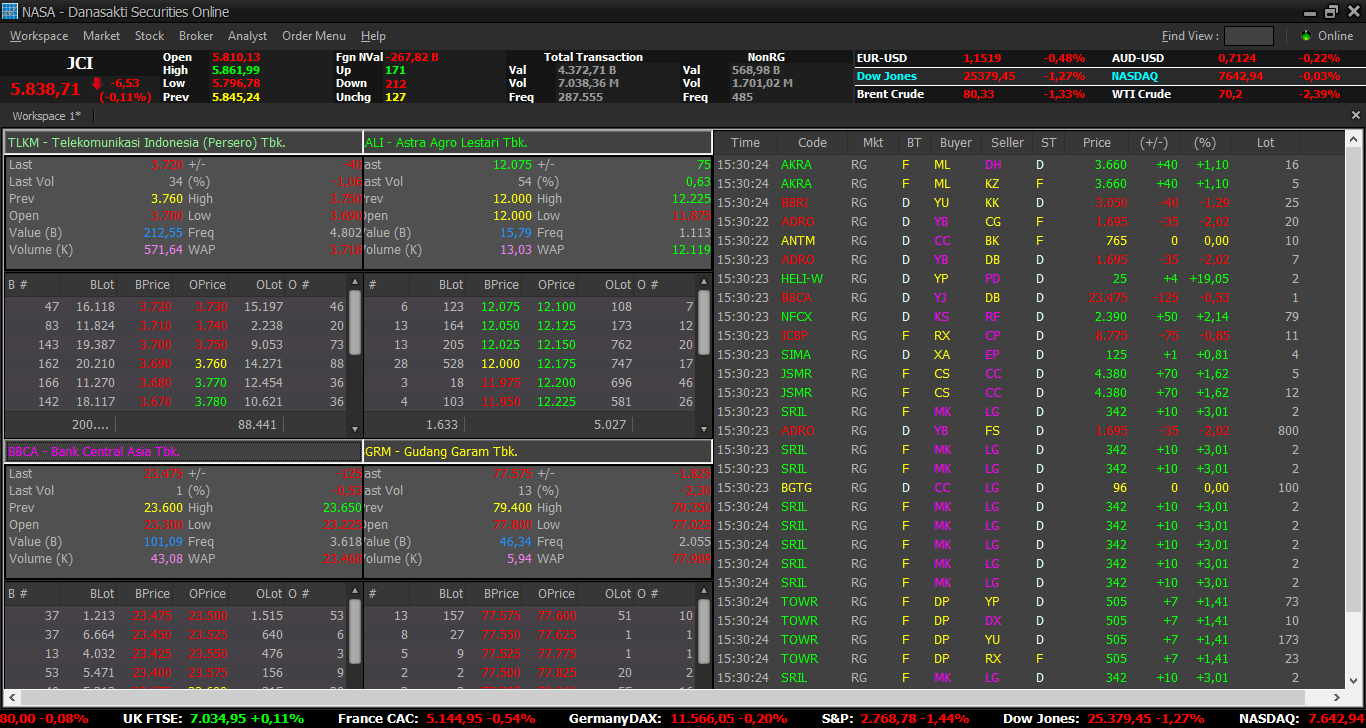 NASA - Danasakti Securities Online
Workspace Market Stock Broker Analyst Order Menu Help Find View : Online
JCI
5.838,71 -6,53 (-0,11%)
Open 5.810,13
High 5.861,99
Low 5.796,78
Prev 5.845,24
Fgn NVal -267,82 B
Up 171
Down 212
Unchg 127
Total Transaction NonRG
Val 4.372,71 B Val 568,98 B
Vol 7.038,36 M Vol 1.701,02 M
Freq 287.555 Freq 485
EUR-USD 1,1519 -0,48% AUD-USD 0,7124 -0,22%
Dow Jones 25379,45 -1,27% NASDAQ 7642,94 -0,03%
Brent Crude 80,33 -1,33% WTI Crude 70,2 -2,39%
Workspace 1*
TLKM - Telekomunikasi Indonesia (Persero) Tbk.
Last 3.720 +/- -40
Last Vol 34 (%) -1,06
Prev 3.760 High 3.750
Open 3.700 Low 3.690
Value (B) 212,55 Freq 4.802
Volume (K) 571,64 WAP 3.718
B # BLot BPrice OPrice OLot O #
47 16.118 3.720 3.730 15.197 46
83 11.824 3.710 3.740 2.238 20
143 19.387 3.700 3.750 9.053 73
162 20.210 3.690 3.760 14.271 88
166 11.270 3.680 3.770 12.454 36
142 18.117 3.670 3.780 10.621 36
200.... 88.441
ALI - Astra Agro Lestari Tbk.
ast 12.075 +/- 75
ast Vol 54 (%) 0,63
rev 12.000 High 12.225
Open 12.000 Low 11.875
Value (B) 15,79 Freq 1.113
Volume (K) 13,03 WAP 12.119
# BLot BPrice OPrice OLot O #
6 123 12.075 12.100 108 7
13 164 12.050 12.125 173 12
13 205 12.025 12.150 762 20
28 528 12.000 12.175 747 17
3 18 11.975 12.200 696 46
4 103 11.950 12.225 581 26
1.633 5.027
BBCA - Bank Central Asia Tbk.
Last 23.475 +/- -125
Last Vol 1 (%) -0,53
Prev 23.600 High 23.650
Open 23.300 Low 23.225
Value (B) 101,09 Freq 3.618
Volume (K) 43,08 WAP 23.468
B # BLot BPrice OPrice OLot O #
37 1.213 23.475 23.500 1.515 53
37 6.664 23.450 23.525 640 6
13 4.032 23.425 23.550 476 3
53 5.471 23.400 23.575 156 9
GRM - Gudang Garam Tbk.
ast 77.575 +/- -1.825
ast Vol 13 (%) -2,30
Prev 79.400 High 79.250
Open 77.800 Low 77.025
Value (B) 46,34 Freq 2.055
Volume (K) 5,94 WAP 77.989
# BLot BPrice OPrice OLot O #
13 157 77.575 77.600 51 10
8 27 77.550 77.625 1 1
5 9 77.525 77.775 1 1
2 2 77.500 77.825 20 2
Time Code Mkt BT Buyer Seller ST Price (+/-) (%) Lot
15:30:24 AKRA RG F ML DH D 3.660 +40 +1,10 16
15:30:24 AKRA RG F ML KZ F 3.660 +40 +1,10 5
15:30:24 BBRI RG D YU KK D 3.050 -40 -1,29 25
15:30:22 ADRO RG D YB CG F 1.695 -35 -2,02 20
15:30:22 ANTM RG D CC BK F 765 0 0,00 10
15:30:23 ADRO RG D YB DB D 1.695 -35 -2,02 7
15:30:23 HELI-W RG D YP PD D 25 +4 +19,05 2
15:30:23 BBCA RG D YJ DB D 23.475 -125 -0,53 1
15:30:23 NFCX RG D KS RF D 2.390 +50 +2,14 79
15:30:23 ICBP RG F RX CP D 8.775 -75 -0,85 11
15:30:23 SIMA RG D XA EP D 125 +1 +0,81 4
15:30:23 JSMR RG F CS CC D 4.380 +70 +1,62 5
15:30:23 JSMR RG F CS CC D 4.380 +70 +1,62 12
15:30:23 SRIL RG F MK LG D 342 +10 +3,01 2
15:30:23 ADRO RG D YB FS D 1.695 -35 -2,02 800
15:30:23 SRIL RG F MK LG D 342 +10 +3,01 2
15:30:23 SRIL RG F MK LG D 342 +10 +3,01 2
15:30:23 BGTG RG D CC LG D 96 0 0,00 100
15:30:23 SRIL RG F MK LG D 342 +10 +3,01 2
15:30:23 SRIL RG F MK LG D 342 +10 +3,01 2
15:30:23 SRIL RG F MK LG D 342 +10 +3,01 2
15:30:23 SRIL RG F MK LG D 342 +10 +3,01 2
15:30:23 SRIL RG F MK LG D 342 +10 +3,01 2
15:30:24 TOWR RG F DP YP D 505 +7 +1,41 73
15:30:24 TOWR RG F DP DX D 505 +7 +1,41 10
15:30:24 TOWR RG F DP YU D 505 +7 +1,41 173
15:30:24 TOWR RG F DP RX F 505 +7 +1,41 23
15:30:24 SRIL RG F MK LG D 342 +10 +3,01 2
80,00 -0,08% UK FTSE: 7.034,95 +0,11% France CAC: 5.144,95 -0,54% GermanyDAX: 11.566,05 -0,20% S&P: 2.768,78 -1,44% Dow Jones: 25.379,45 -1,27% NASDAQ: 7.642,94